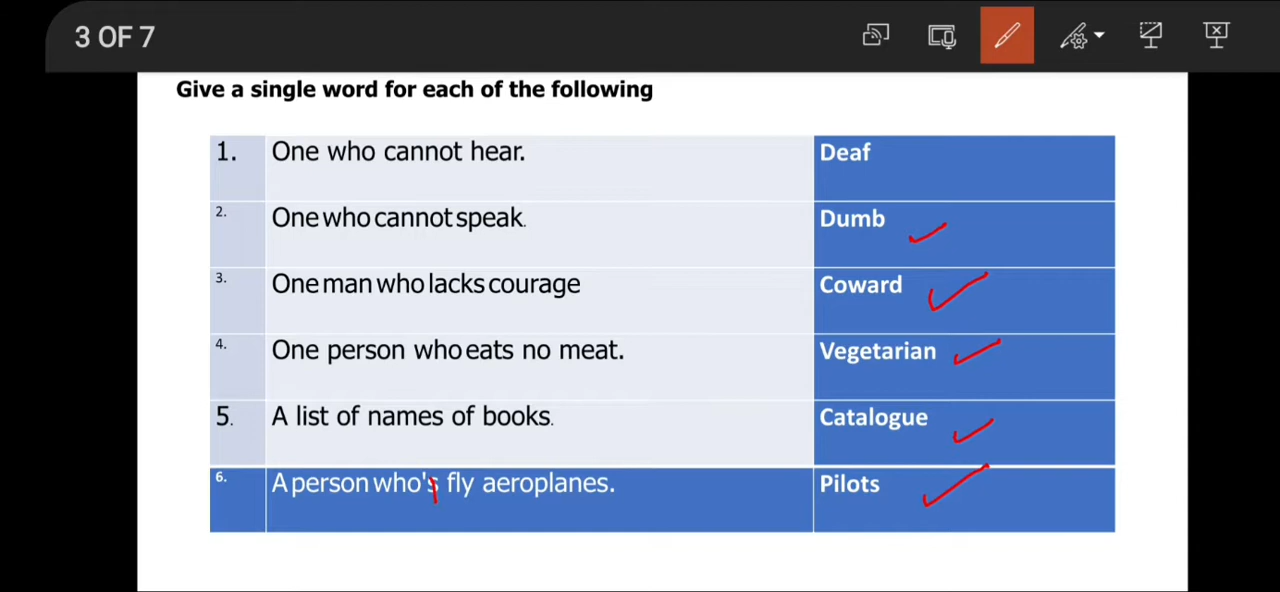 3 OF 7
Give a single word for each of the following
1. One who cannot hear. Deaf
2. One who cannot speak. Dumb
3. One man who lacks courage Coward
4. One person who eats no meat. Vegetarian
5. A list of names of books. Catalogue
6. A person who's fly aeroplanes. Pilots